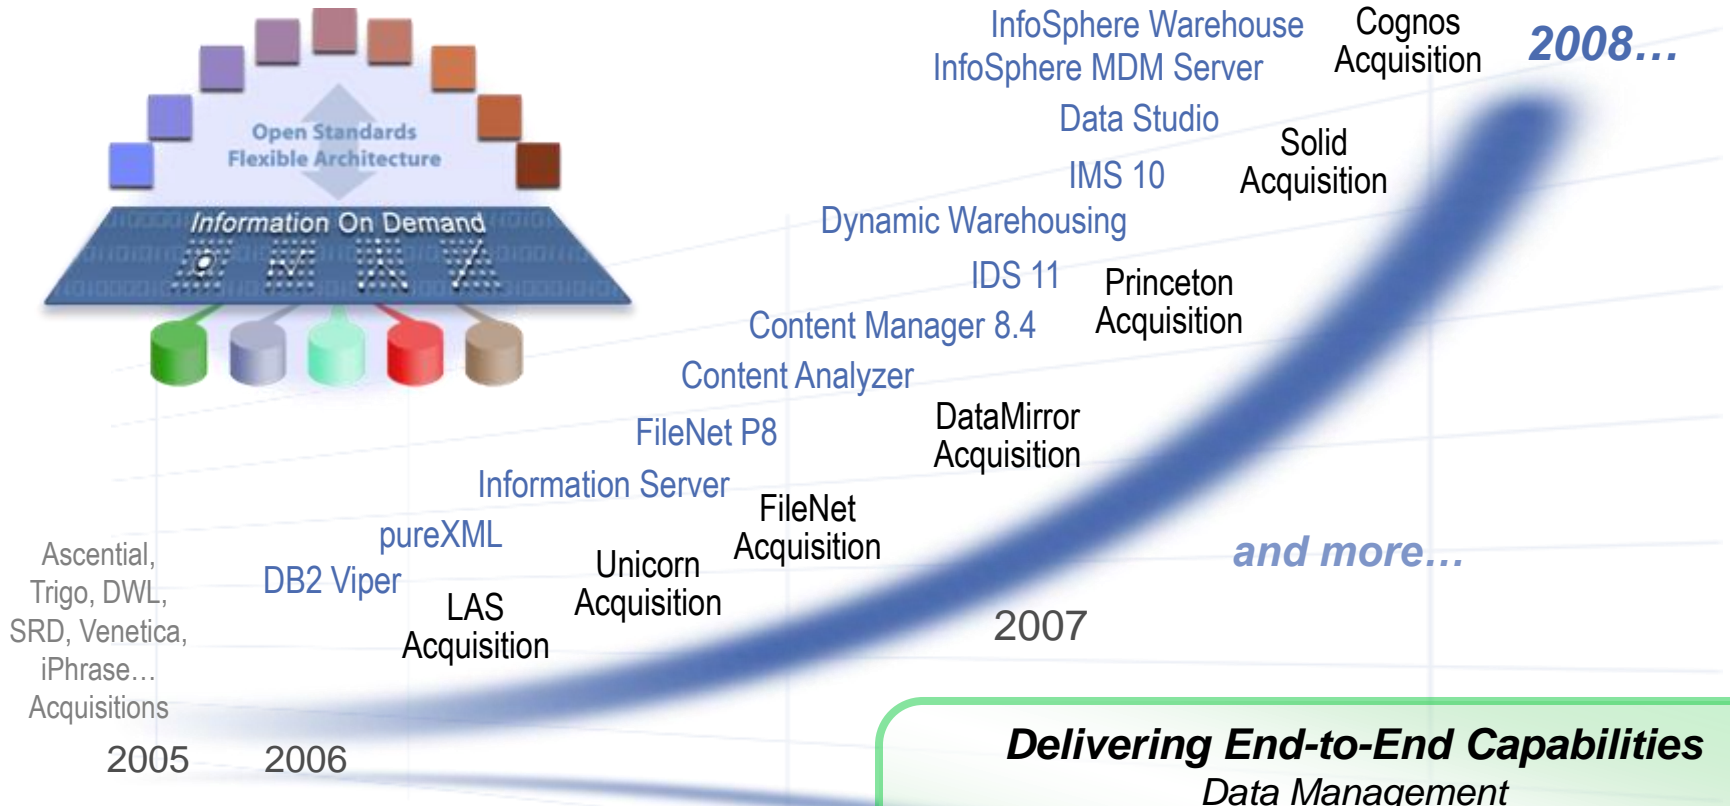 InfoSphere Warehouse
Cognos
Acquisition
2008…
InfoSphere MDM Server
Data Studio
Solid
Acquisition
IMS 10
Open Standards
Flexible Architecture
Information On Demand
Dynamic Warehousing
IDS 11
Princeton
Acquisition
Content Manager 8.4
Content Analyzer
DataMirror
Acquisition
FileNet P8
Information Server
FileNet
Acquisition
pureXML
Unicorn
Acquisition
and more…
DB2 Viper
LAS
Acquisition
Ascential,
Trigo, DWL,
SRD, Venetica,
iPhrase…
Acquisitions
2005
2006
2007
Delivering End-to-End Capabilities
Data Management